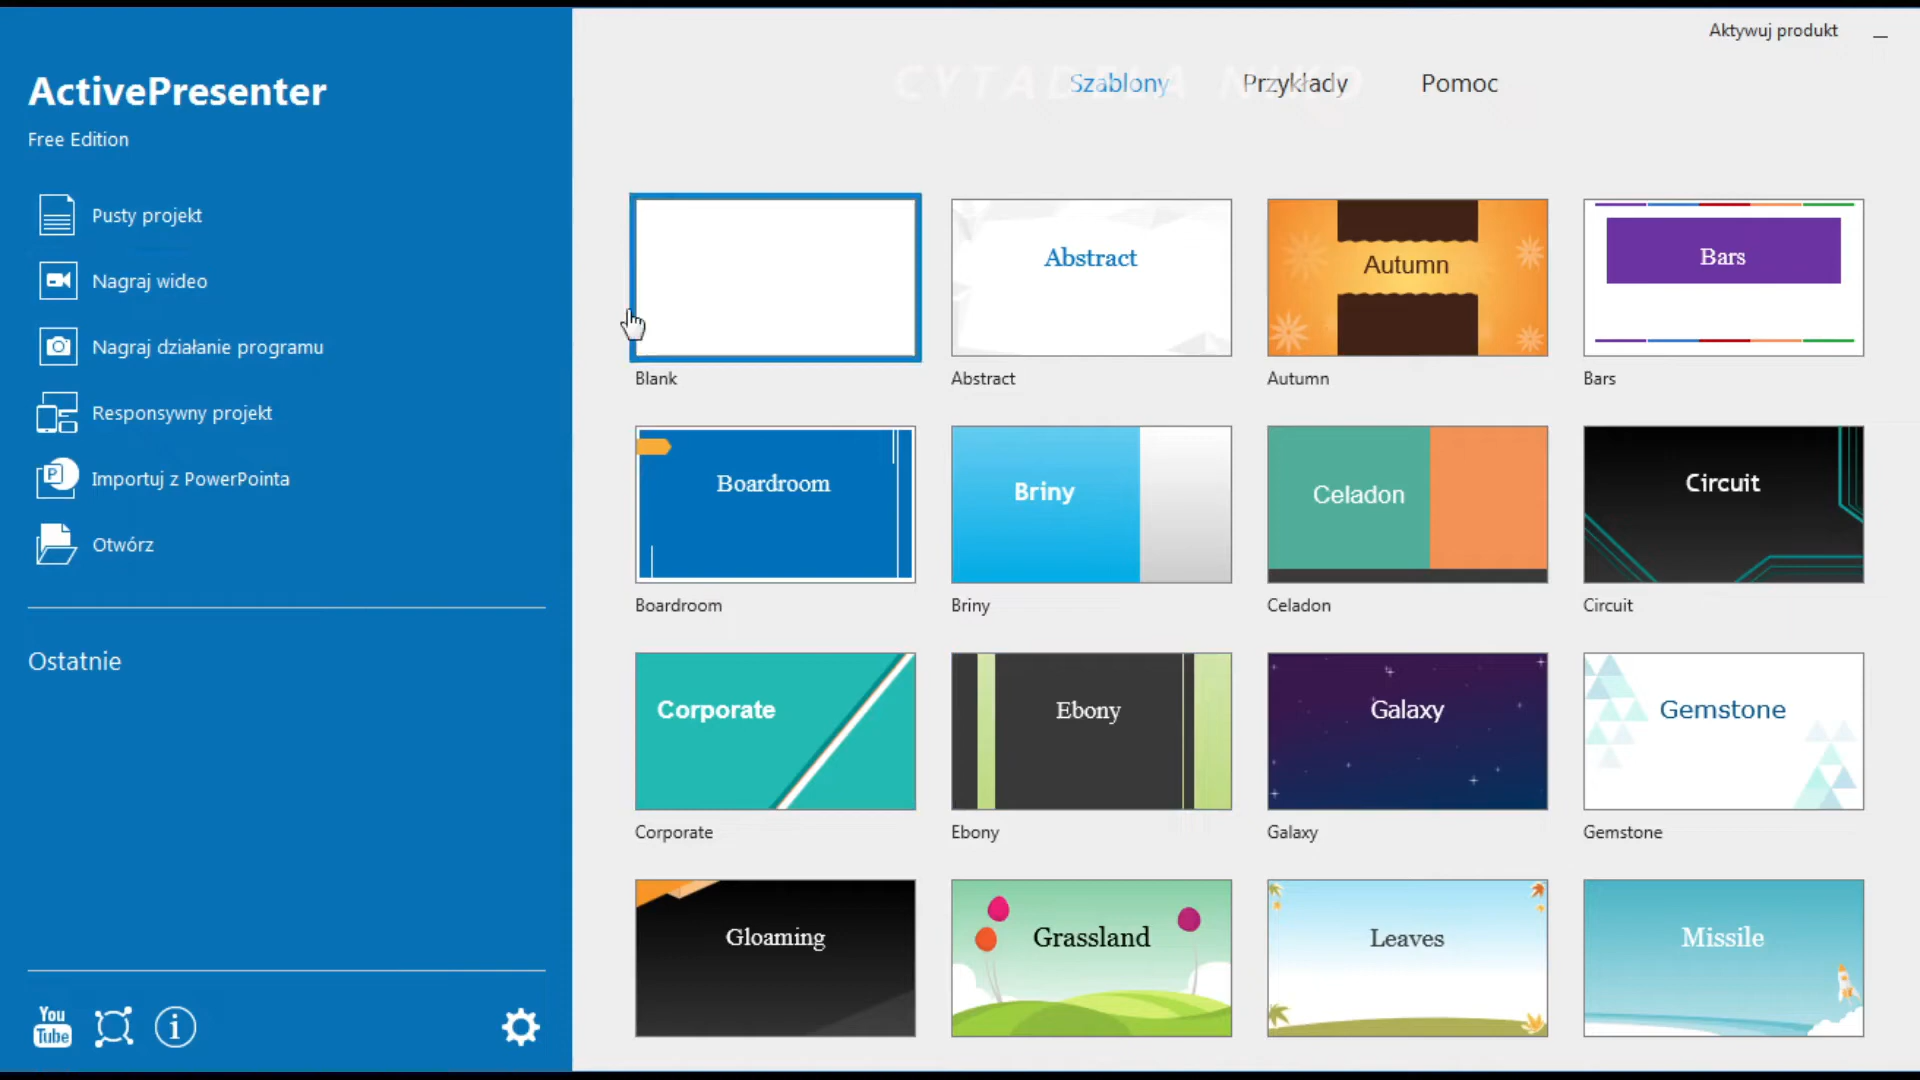 Aktywuj produkt
ActivePresenter
CYTADELA NIKO
Szablony Przykłady Pomoc
Free Edition
Pusty projekt
Nagraj wideo
Nagraj działanie programu
Responsywny projekt
Importuj z PowerPointa
Otwórz
Ostatnie
You
Tube
Abstract
Autumn
Bars
Blank
Abstract
Autumn
Bars
Boardroom
Briny
Celadon
Circuit
Boardroom
Briny
Celadon
Circuit
Corporate
Ebony
Galaxy
Gemstone
Corporate
Ebony
Galaxy
Gemstone
Gloaming
Grassland
Leaves
Missile